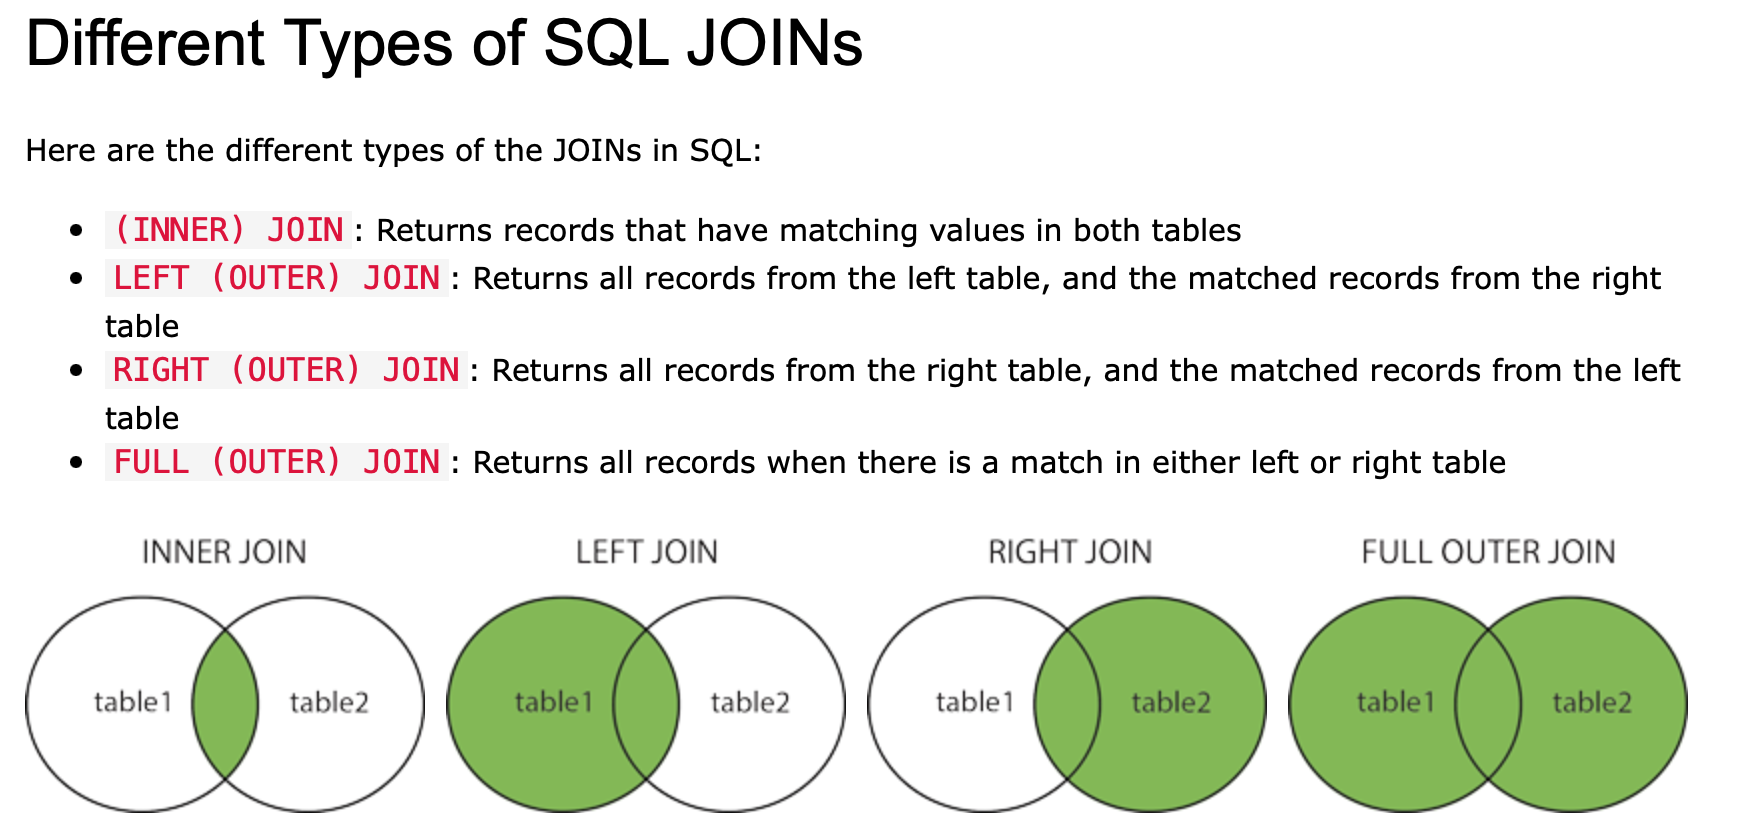 Different Types of SQL JOINs
Here are the different types of the JOINs in SQL:
(INNER) JOIN: Returns records that have matching values in both tables
LEFT (OUTER) JOIN: Returns all records from the left table, and the matched records from the right
table
RIGHT (OUTER) JOIN: Returns all records from the right table, and the matched records from the left
table
FULL (OUTER) JOIN: Returns all records when there is a match in either left or right table
INNER JOIN
LEFT JOIN
RIGHT JOIN
FULL OUTER JOIN
table1
table2
table1
table2
table1
table2
table1
table2